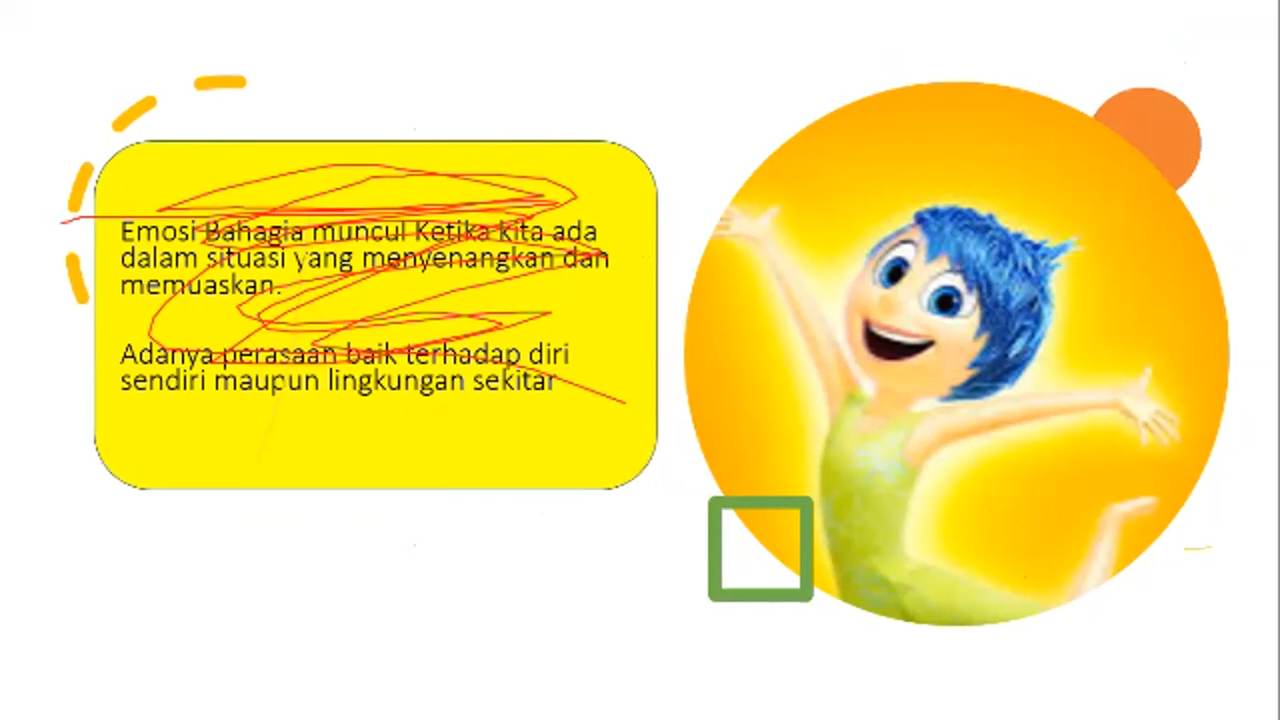 Emosi Bahagia muncul Ketika kita ada
dalam situasi yang menyenangkan dan
memuaskan.
Adanya perasaan baik terhadap diri
sendiri maupun lingkungan sekitar